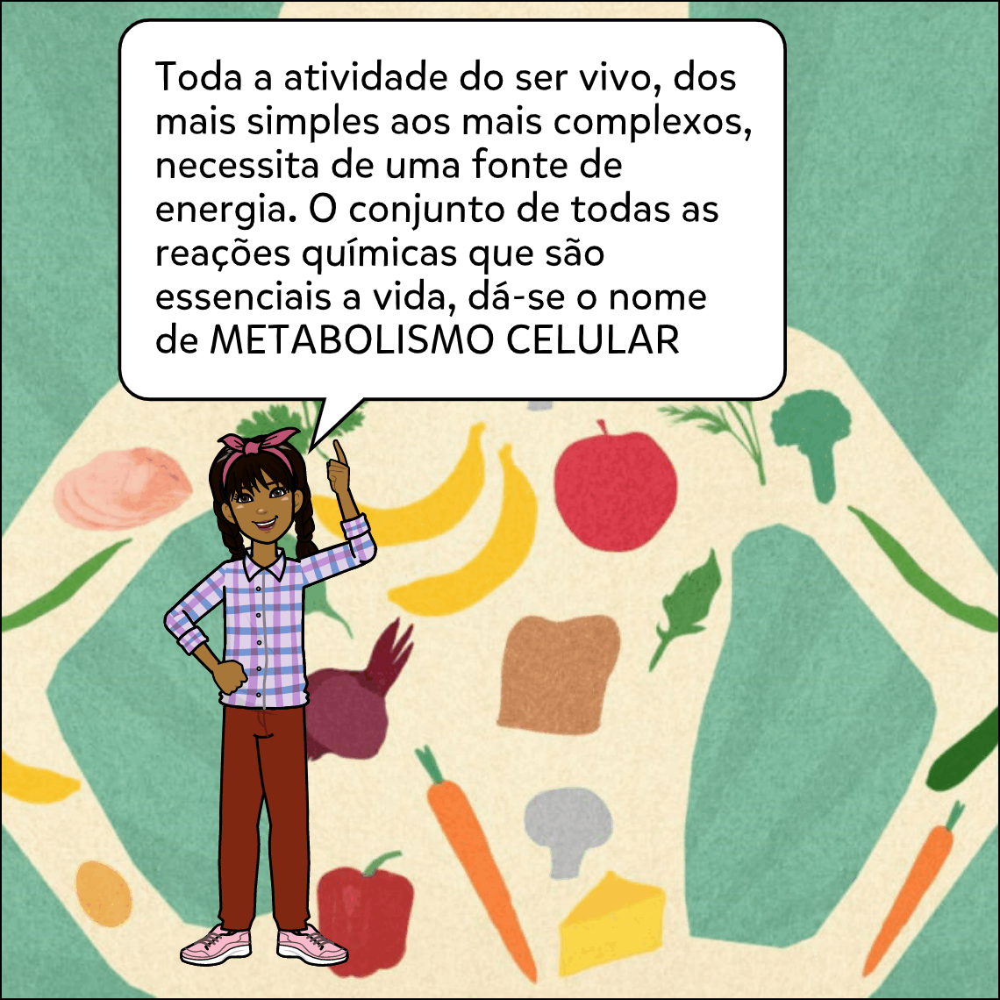 Toda a atividade do ser vivo, dos
mais simples aos mais complexos,
necessita de uma fonte de
energia. O conjunto de todas as
reações químicas que são
essenciais a vida, dá-se o nome
de METABOLISMO CELULAR